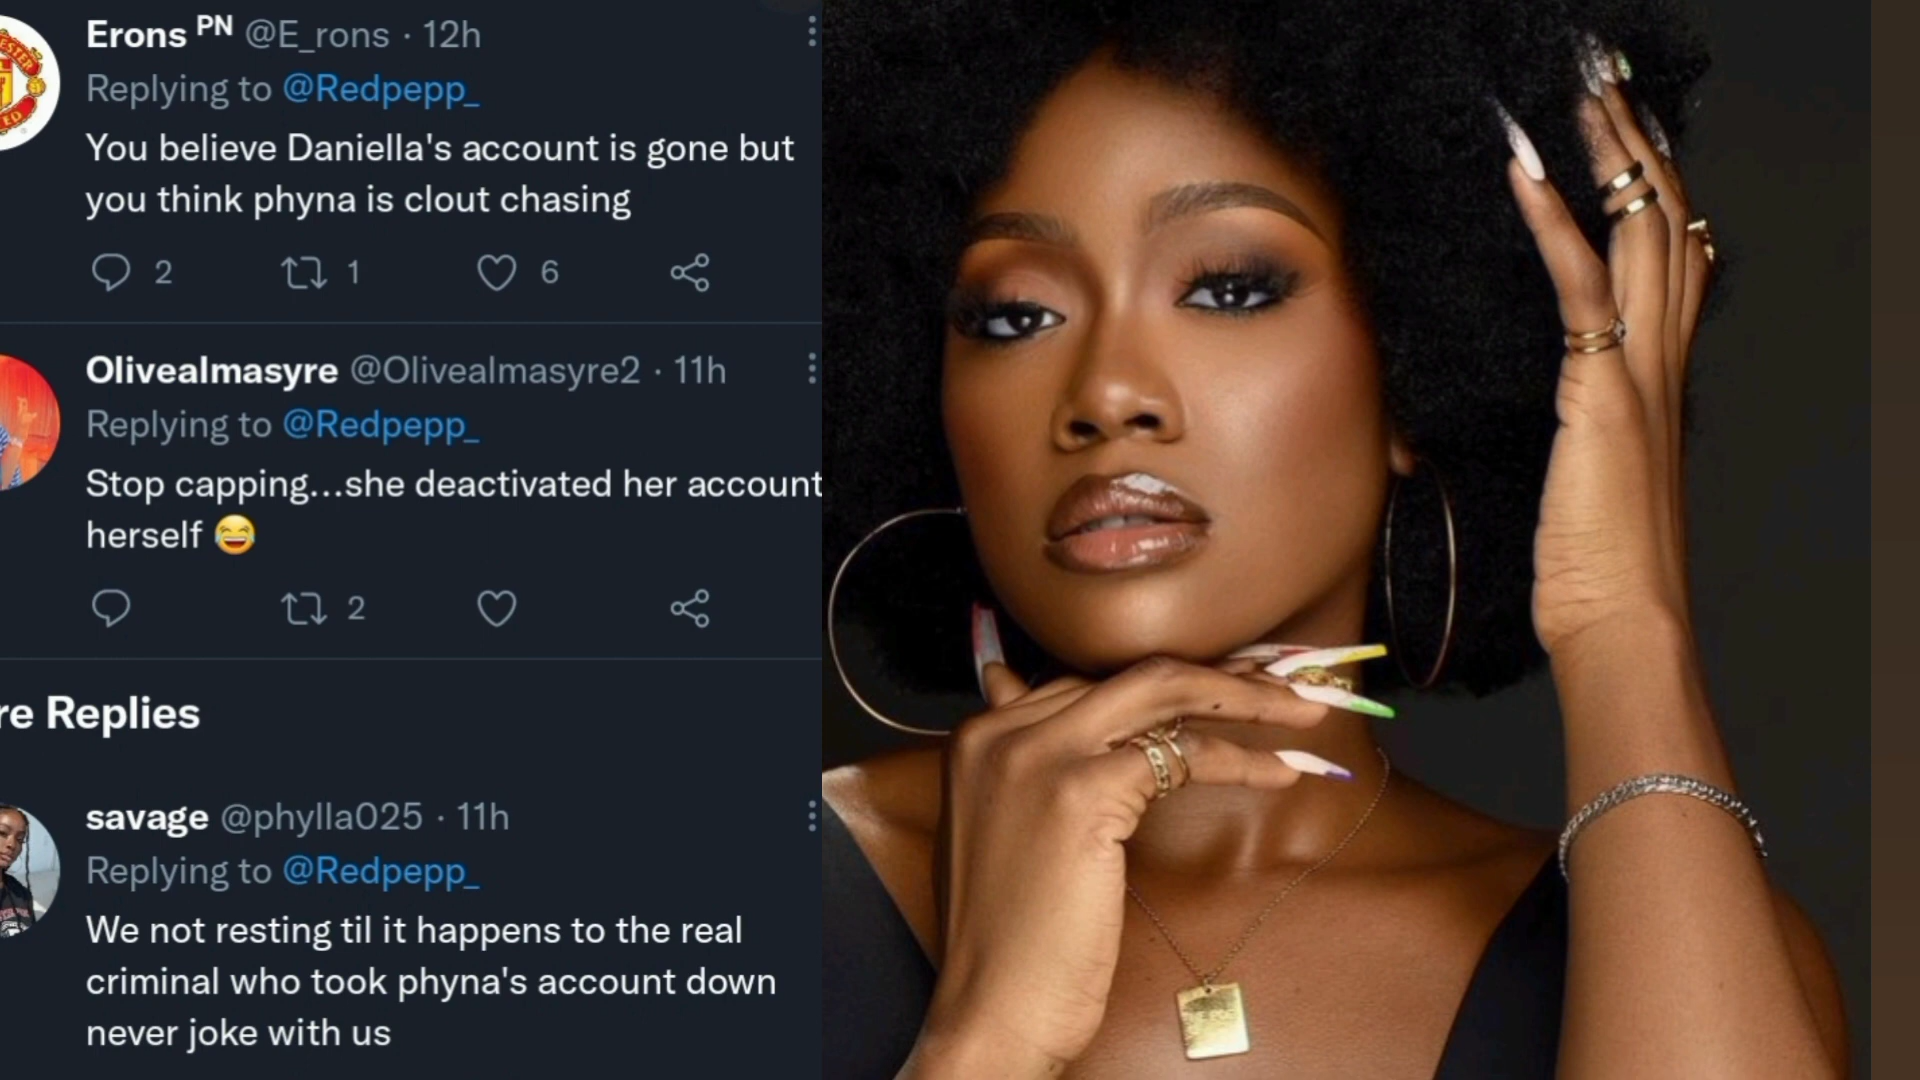 Erons PN @E_rons · 12h
Replying to @Redpepp_
You believe Daniella's account is gone but
you think phyna is clout chasing
2 1 6
Olivealmasyre @Olivealmasyre2 · 11h
Replying to @Redpepp_
Stop capping...she deactivated her account
herself 😂
2
re Replies
savage @phylla025 · 11h
Replying to @Redpepp_
We not resting til it happens to the real
criminal who took phyna's account down
never joke with us